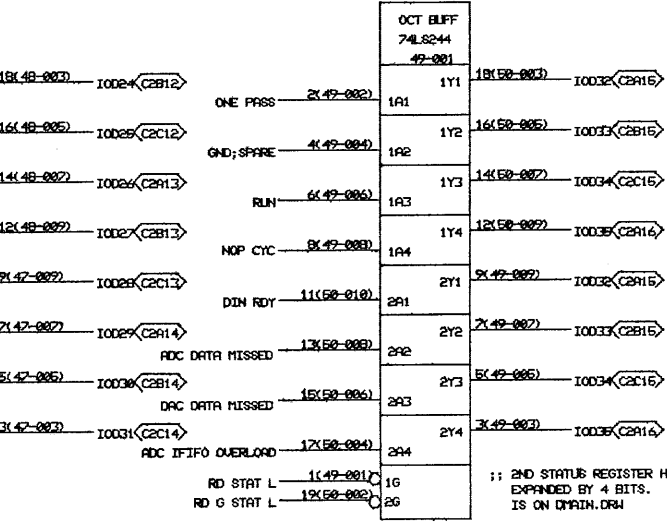 OCT BUFF
74LS244
49-001
18(48-003) IOD24 C2B12
16(48-005) IOD25 C2C12
14(48-007) IOD26 C2A13
12(48-009) IOD27 C2B13
9(47-009) IOD28 C2C13
7(47-007) IOD29 C2A14
5(47-005) IOD30 C2B14
3(47-003) IOD31 C2C14
ONE PASS 2(49-002) 1A1
GND;SPARE 4(49-004) 1A2
RUN 6(49-006) 1A3
NOP CYC 8(49-008) 1A4
DIN RDY 11(50-010) 2A1
ADC DATA MISSED 13(50-008) 2A2
DAC DATA MISSED 15(50-006) 2A3
ADC IFIFO OVERLOAD 17(50-004) 2A4
RD STAT L 1(49-001) 1G
RD G STAT L 19(50-002) 2G
1Y1 18(50-003) IOD32 C2A15
1Y2 16(50-005) IOD33 C2B15
1Y3 14(50-007) IOD34 C2C15
1Y4 12(50-009) IOD35 C2A16
2Y1 9(49-009) IOD32 C2A15
2Y2 7(49-007) IOD33 C2B15
2Y3 5(49-005) IOD34 C2C15
2Y4 3(49-003) IOD35 C2A16
;; 2ND STATUS REGISTER H
EXPANDED BY 4 BITS.
IS ON DMAIN.DRW